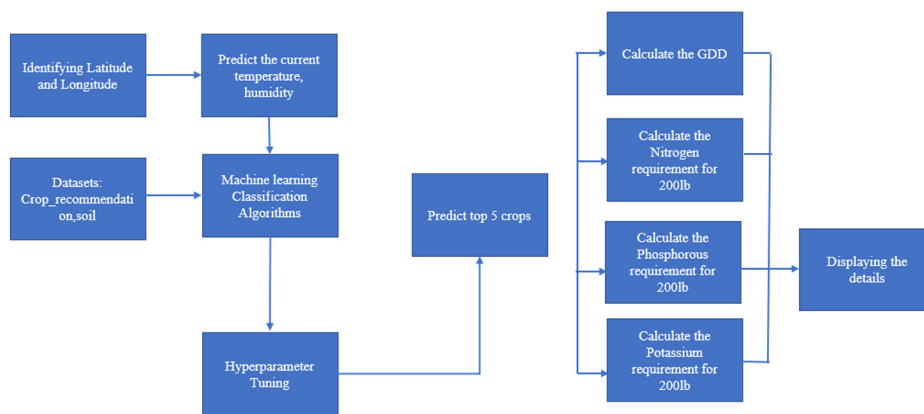 Identifying Latitude
and Longitude
Predict the current
temperature,
humidity
Datasets:
Crop_recommendati
on,soil
Machine learning
Classification
Algorithms
Hyperparameter
Tuning
Predict top 5 crops
Calculate the GDD
Calculate the
Nitrogen
requirement for
200lb
Calculate the
Phosphorous
requirement for
200lb
Calculate the
Potassium
requirement for
200lb
Displaying the
details